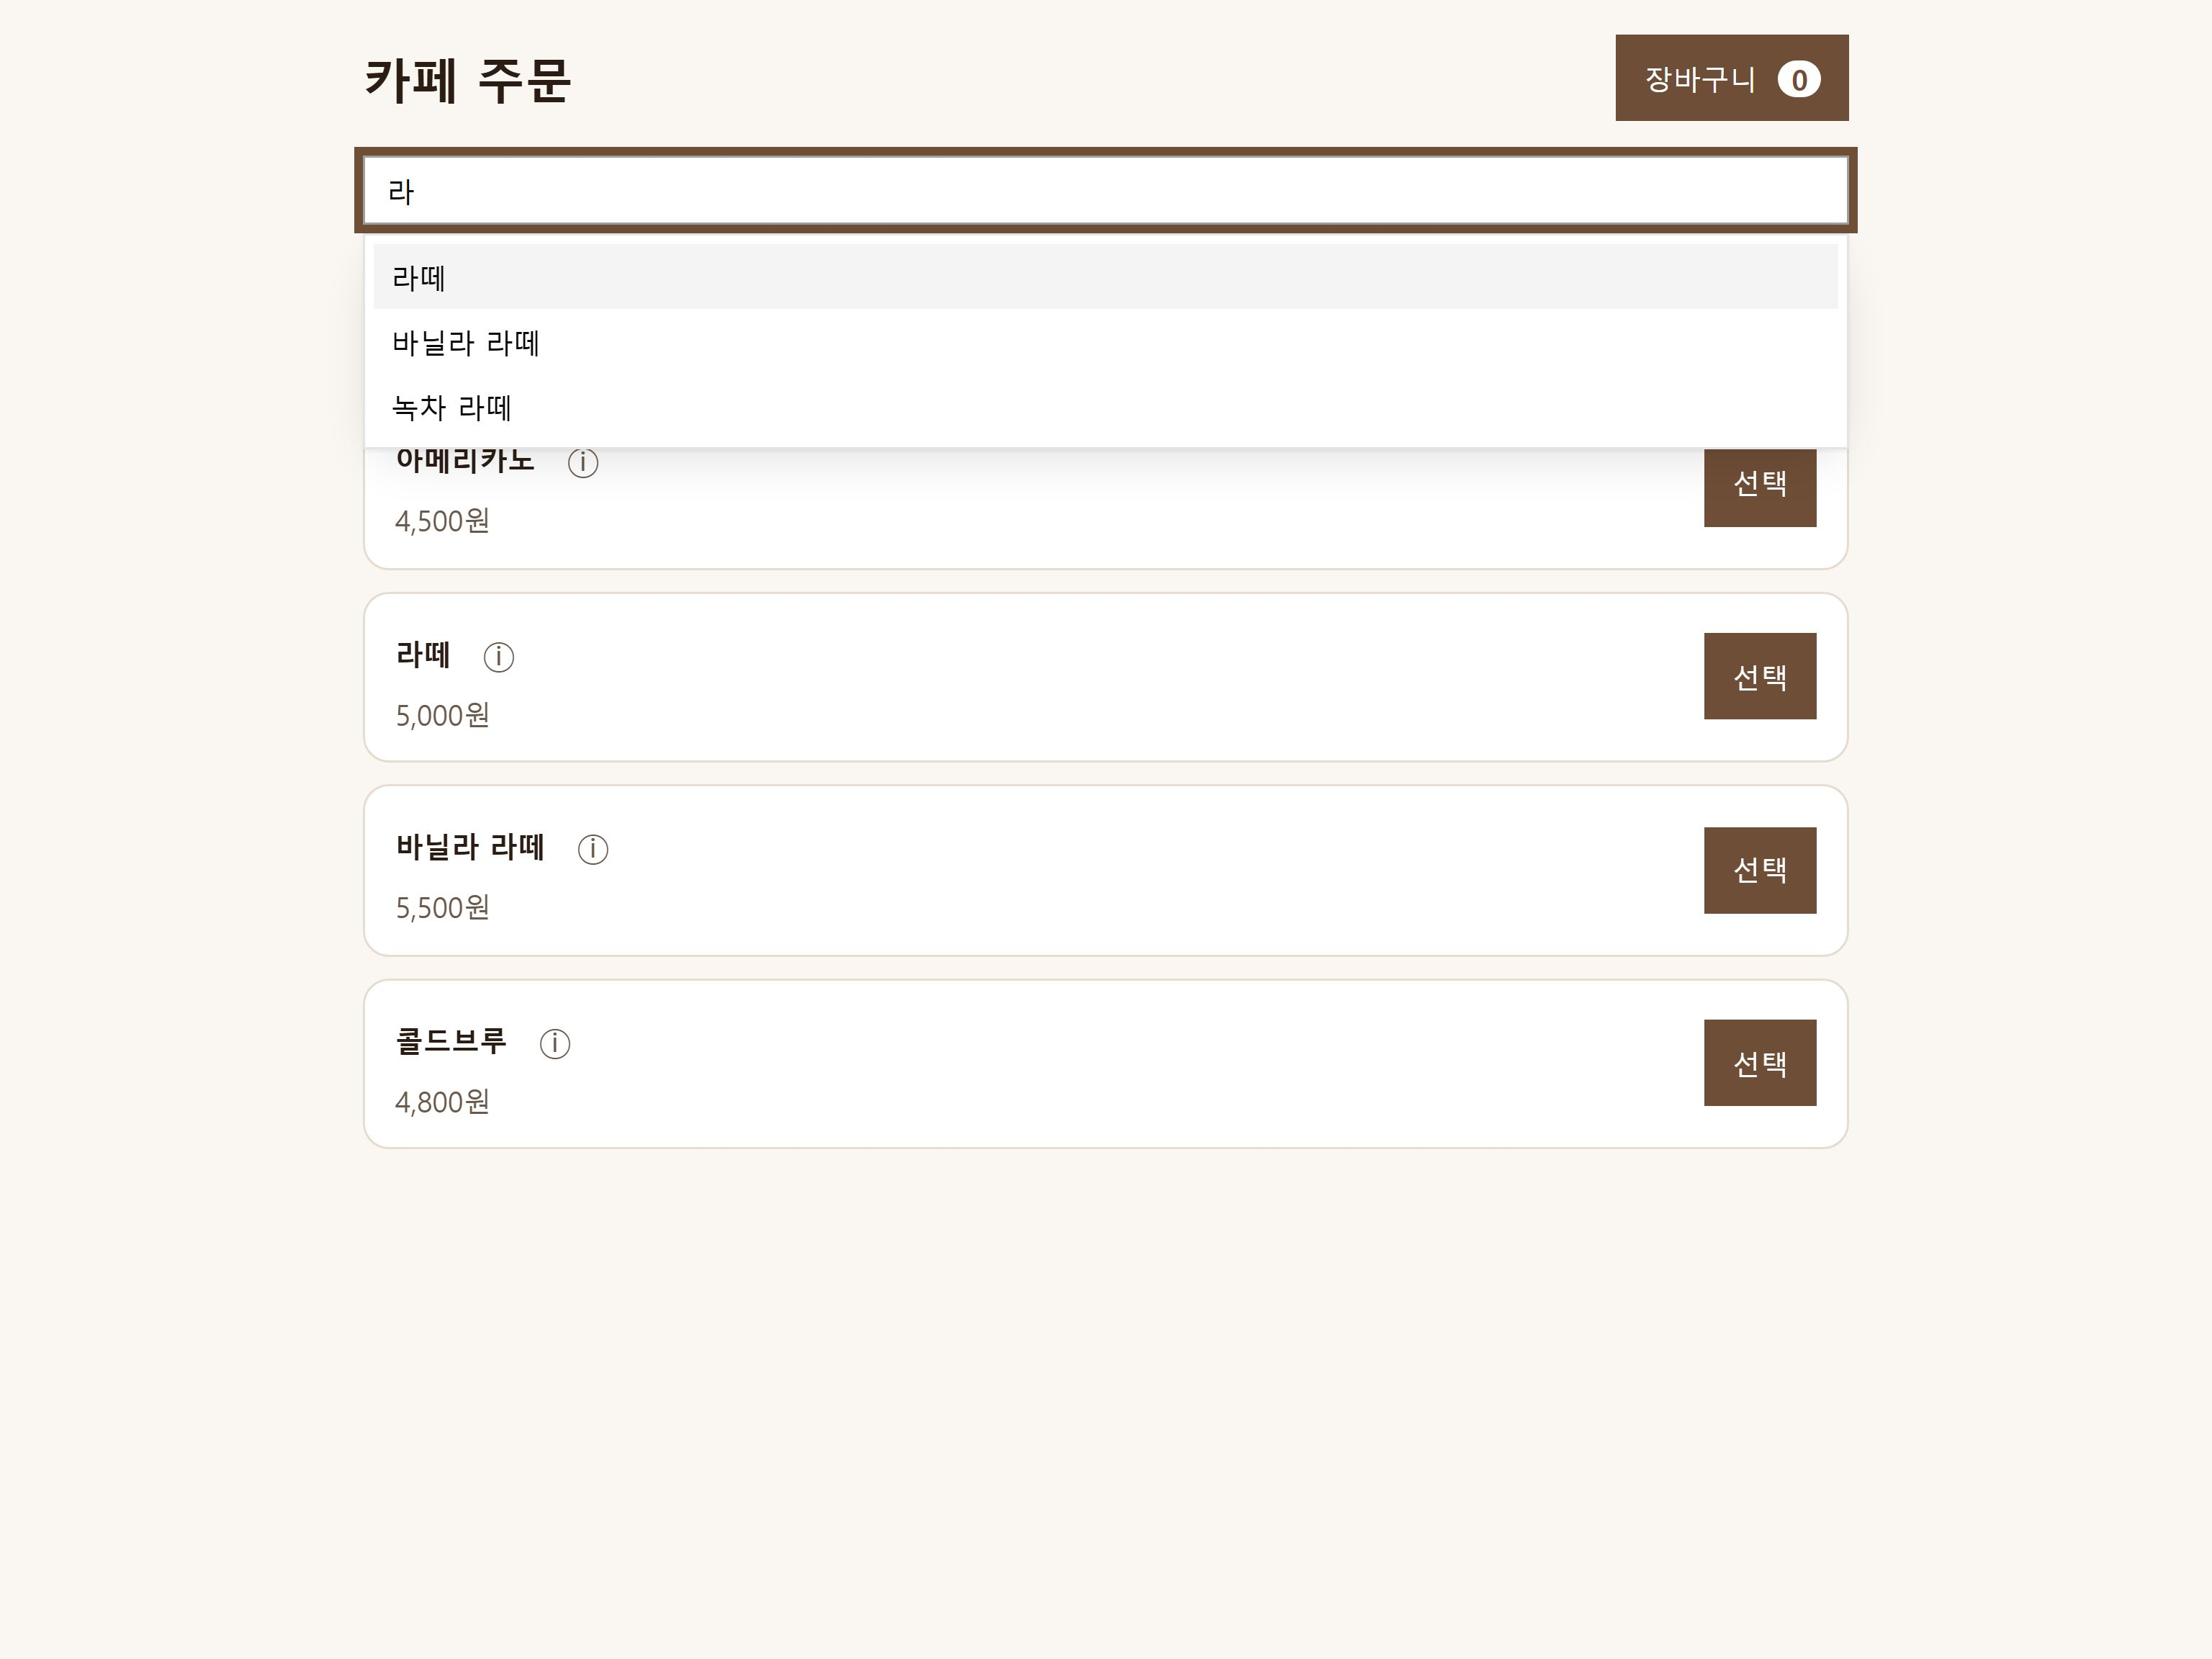 카페 주문
장바구니 0
라
라떼
바닐라 라떼
녹차 라떼
아메리카노 ⓘ
선택
4,500원
라떼 ⓘ
선택
5,000원
바닐라 라떼 ⓘ
선택
5,500원
콜드브루 ⓘ
선택
4,800원